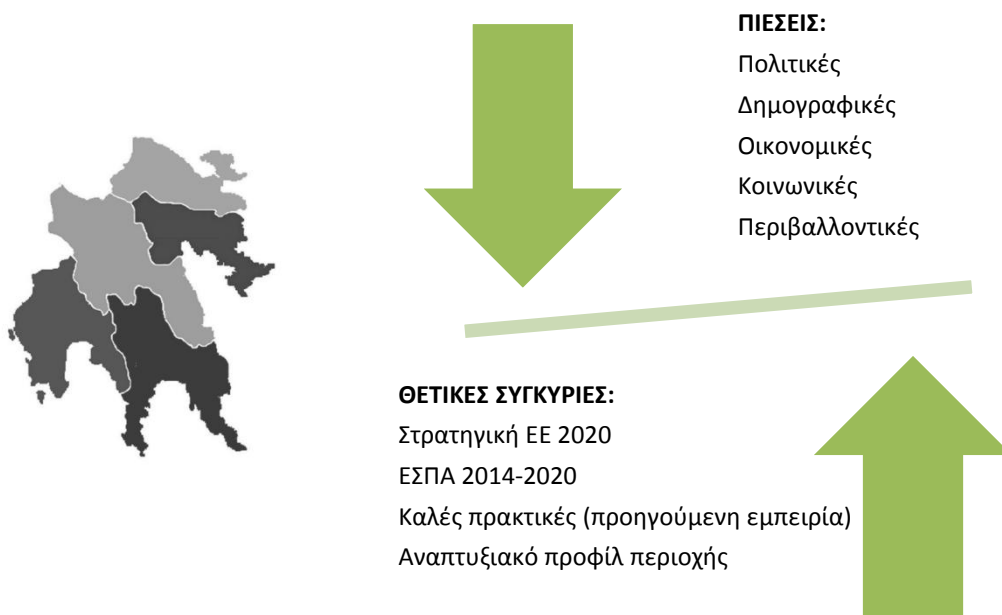 ΠΙΕΣΕΙΣ:
Πολιτικές
Δημογραφικές
Οικονομικές
Κοινωνικές
Περιβαλλοντικές
ΘΕΤΙΚΕΣ ΣΥΓΚΥΡΙΕΣ:
Στρατηγική ΕΕ 2020
ΕΣΠΑ 2014-2020
Καλές πρακτικές (προηγούμενη εμπειρία)
Αναπτυξιακό προφίλ περιοχής